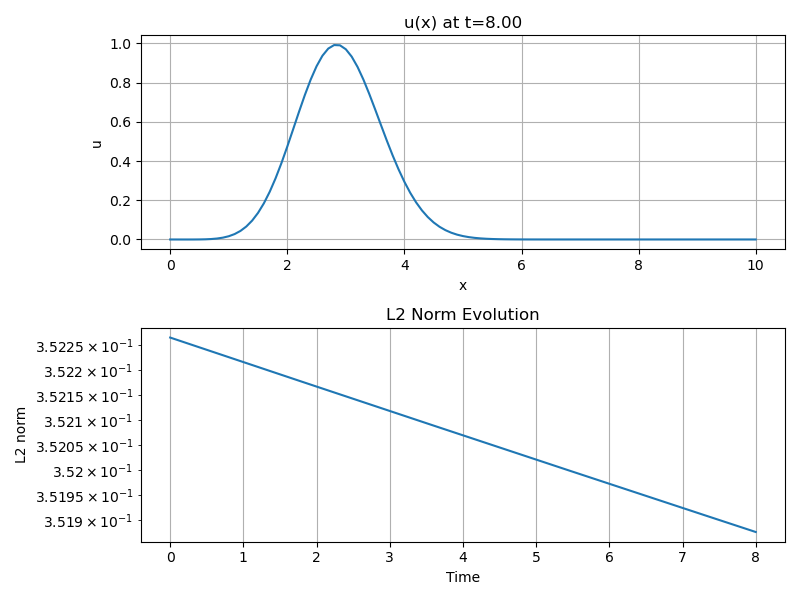 u(x) at t=8.00
1.0
0.8
0.6
0.4
0.2
0.0
u
0 2 4 6 8 10
x
L2 Norm Evolution
3.5225 × 10⁻¹
3.522 × 10⁻¹
3.5215 × 10⁻¹
3.521 × 10⁻¹
3.5205 × 10⁻¹
3.52 × 10⁻¹
3.5195 × 10⁻¹
3.519 × 10⁻¹
L2 norm
0 1 2 3 4 5 6 7 8
Time